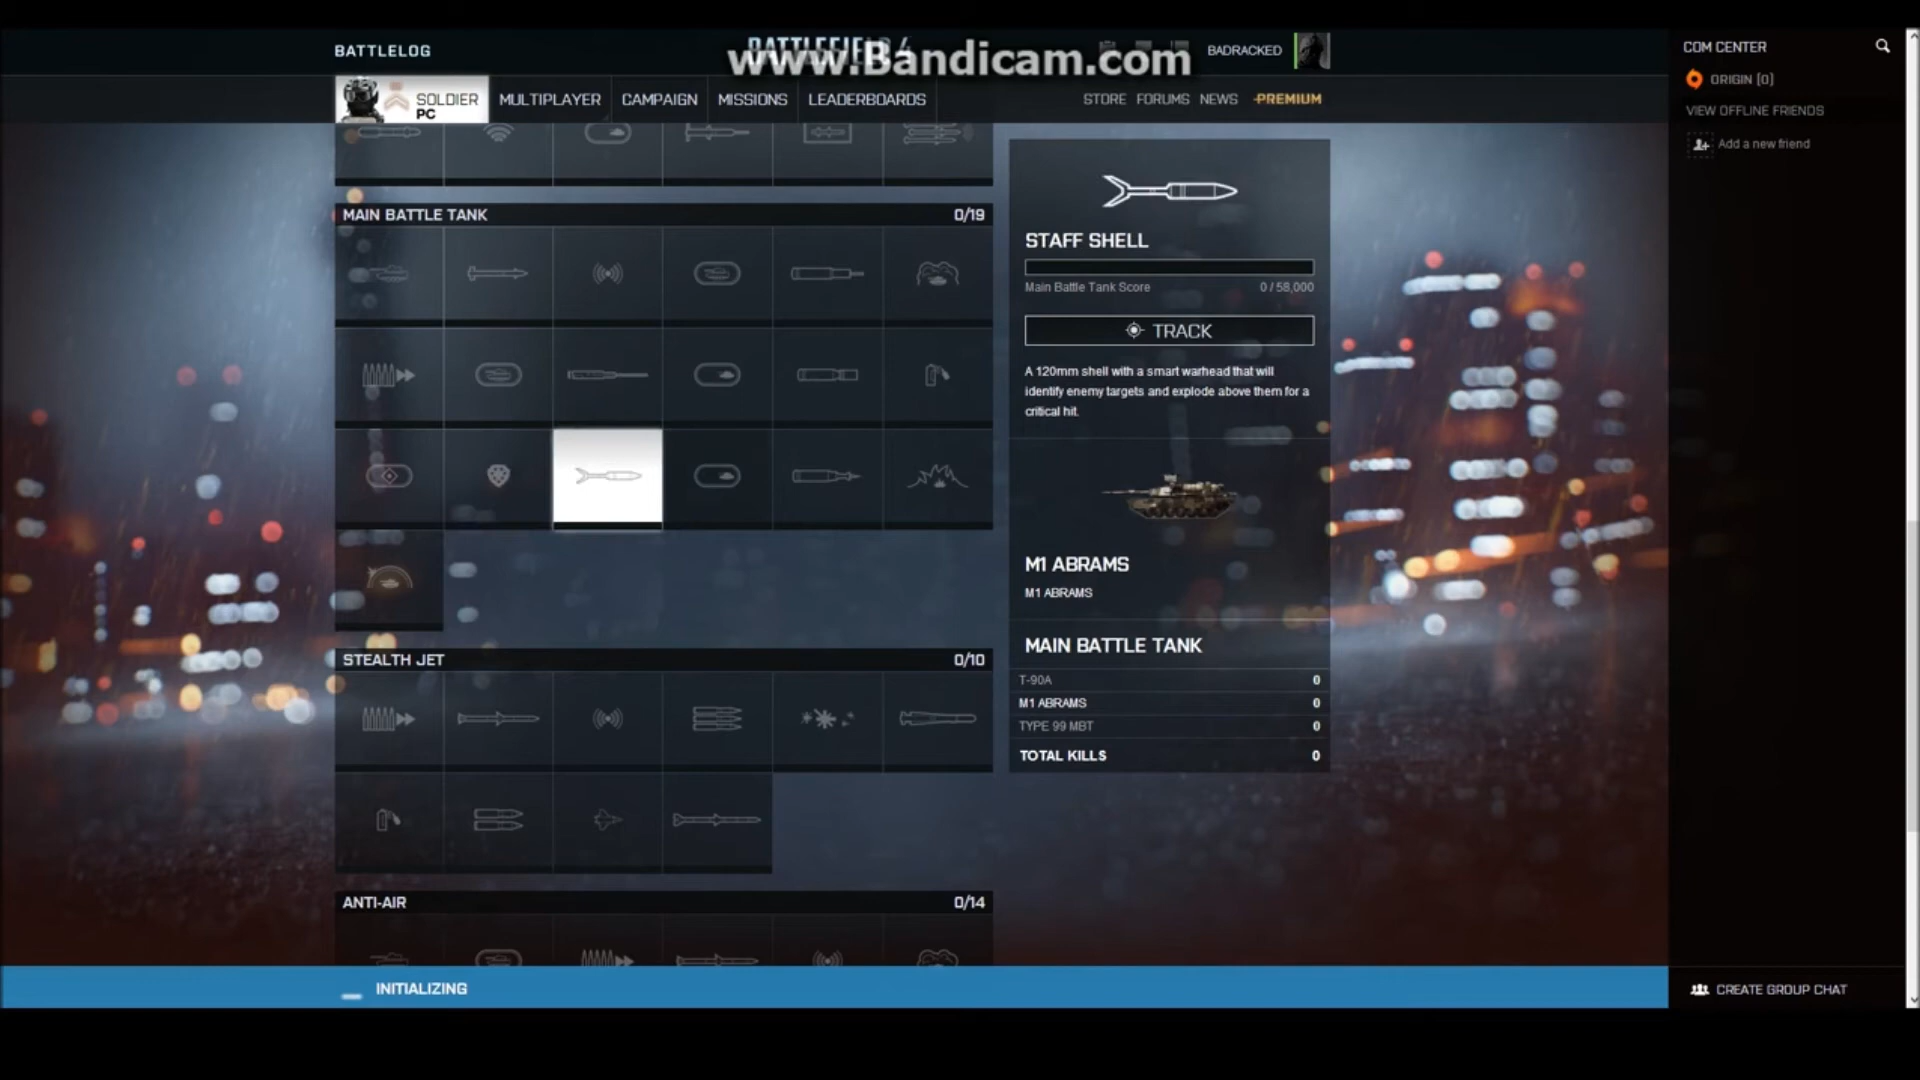 BATTLELOG
BATTLEFIELD 4
www.Bandicam.com
BADRACKED
COM CENTER
SOLDIER
PC
MULTIPLAYER
CAMPAIGN
MISSIONS
LEADERBOARDS
STORE
FORUMS
NEWS
PREMIUM
ORIGIN [0]
VIEW OFFLINE FRIENDS
Add a new friend
MAIN BATTLE TANK 0/19
STAFF SHELL
Main Battle Tank Score 0 / 58,000
TRACK
A 120mm shell with a smart warhead that will
identify enemy targets and explode above them for a
critical hit.
M1 ABRAMS
M1 ABRAMS
MAIN BATTLE TANK
T-90A 0
M1 ABRAMS 0
TYPE 99 MBT 0
TOTAL KILLS 0
STEALTH JET 0/10
ANTI-AIR 0/14
INITIALIZING
CREATE GROUP CHAT